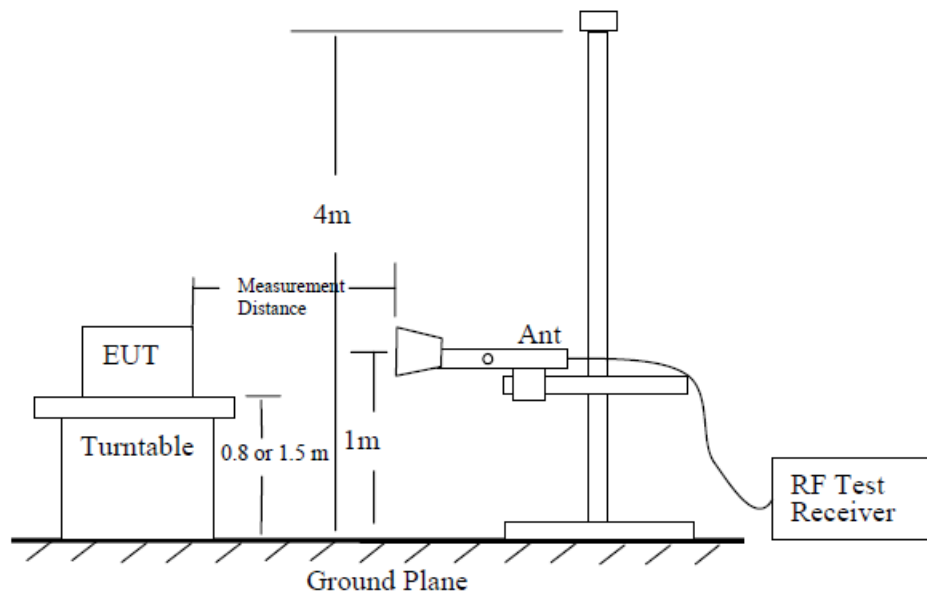 4m
Measurement
Distance
Ant
EUT
Turntable
0.8 or 1.5 m
1m
RF Test
Receiver
Ground Plane